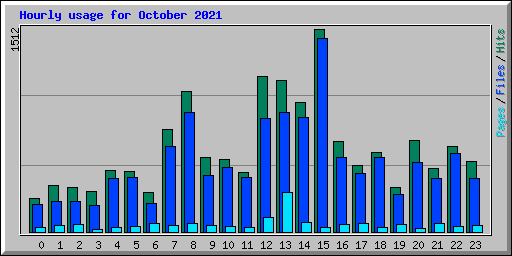 Hourly usage for October 2021
1512
Pages/Files/Hits
0 1 2 3 4 5 6 7 8 9 10 11 12 13 14 15 16 17 18 19 20 21 22 23